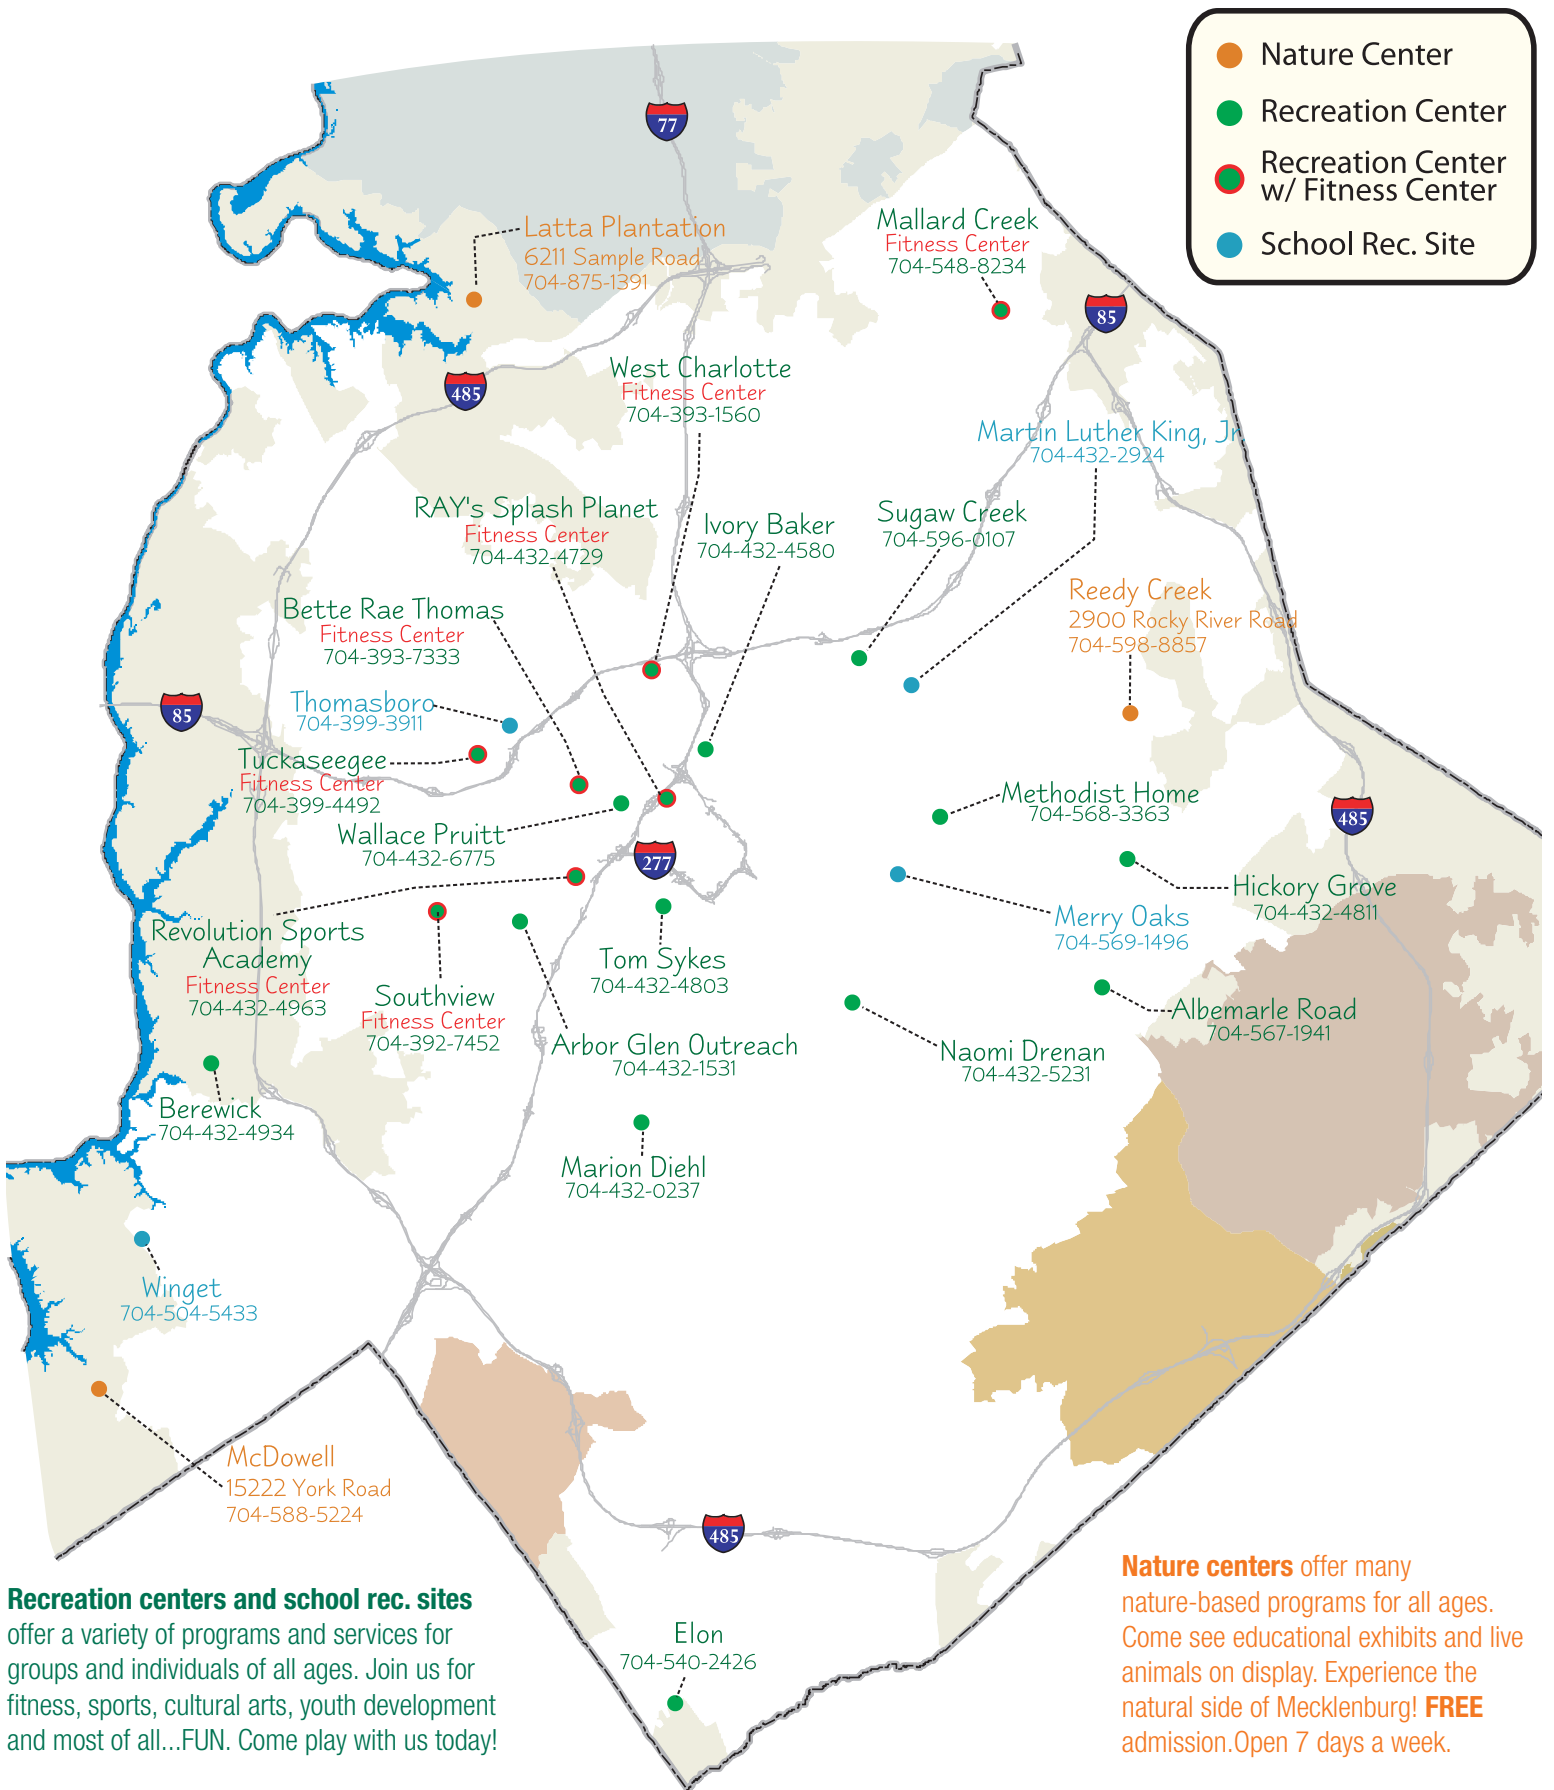 Nature Center
Recreation Center
Recreation Center
w/ Fitness Center
School Rec. Site
77
Latta Plantation
6211 Sample Road
704-875-1391
Mallard Creek
Fitness Center
704-548-8234
85
485
West Charlotte
Fitness Center
704-393-1560
Martin Luther King, Jr
704-432-2924
RAY's Splash Planet
Fitness Center
704-432-4729
Ivory Baker
704-432-4580
Sugaw Creek
704-596-0107
Bette Rae Thomas
Fitness Center
704-393-7333
Reedy Creek
2900 Rocky River Road
704-598-8857
Thomasboro
704-399-3911
85
Tuckaseegee
Fitness Center
704-399-4492
Methodist Home
704-568-3363
485
Wallace Pruitt
704-432-6775
277
Hickory Grove
704-432-4811
Merry Oaks
704-569-1496
Revolution Sports
Academy
Fitness Center
704-432-4963
Tom Sykes
704-432-4803
Southview
Fitness Center
704-392-7452
Albemarle Road
704-567-1941
Arbor Glen Outreach
704-432-1531
Naomi Drenan
704-432-5231
Berewick
704-432-4934
Marion Diehl
704-432-0237
Winget
704-504-5433
McDowell
15222 York Road
704-588-5224
485
Elon
704-540-2426
Recreation centers and school rec. sites
offer a variety of programs and services for
groups and individuals of all ages. Join us for
fitness, sports, cultural arts, youth development
and most of all...FUN. Come play with us today!
Nature centers offer many
nature-based programs for all ages.
Come see educational exhibits and live
animals on display. Experience the
natural side of Mecklenburg! FREE
admission.Open 7 days a week.